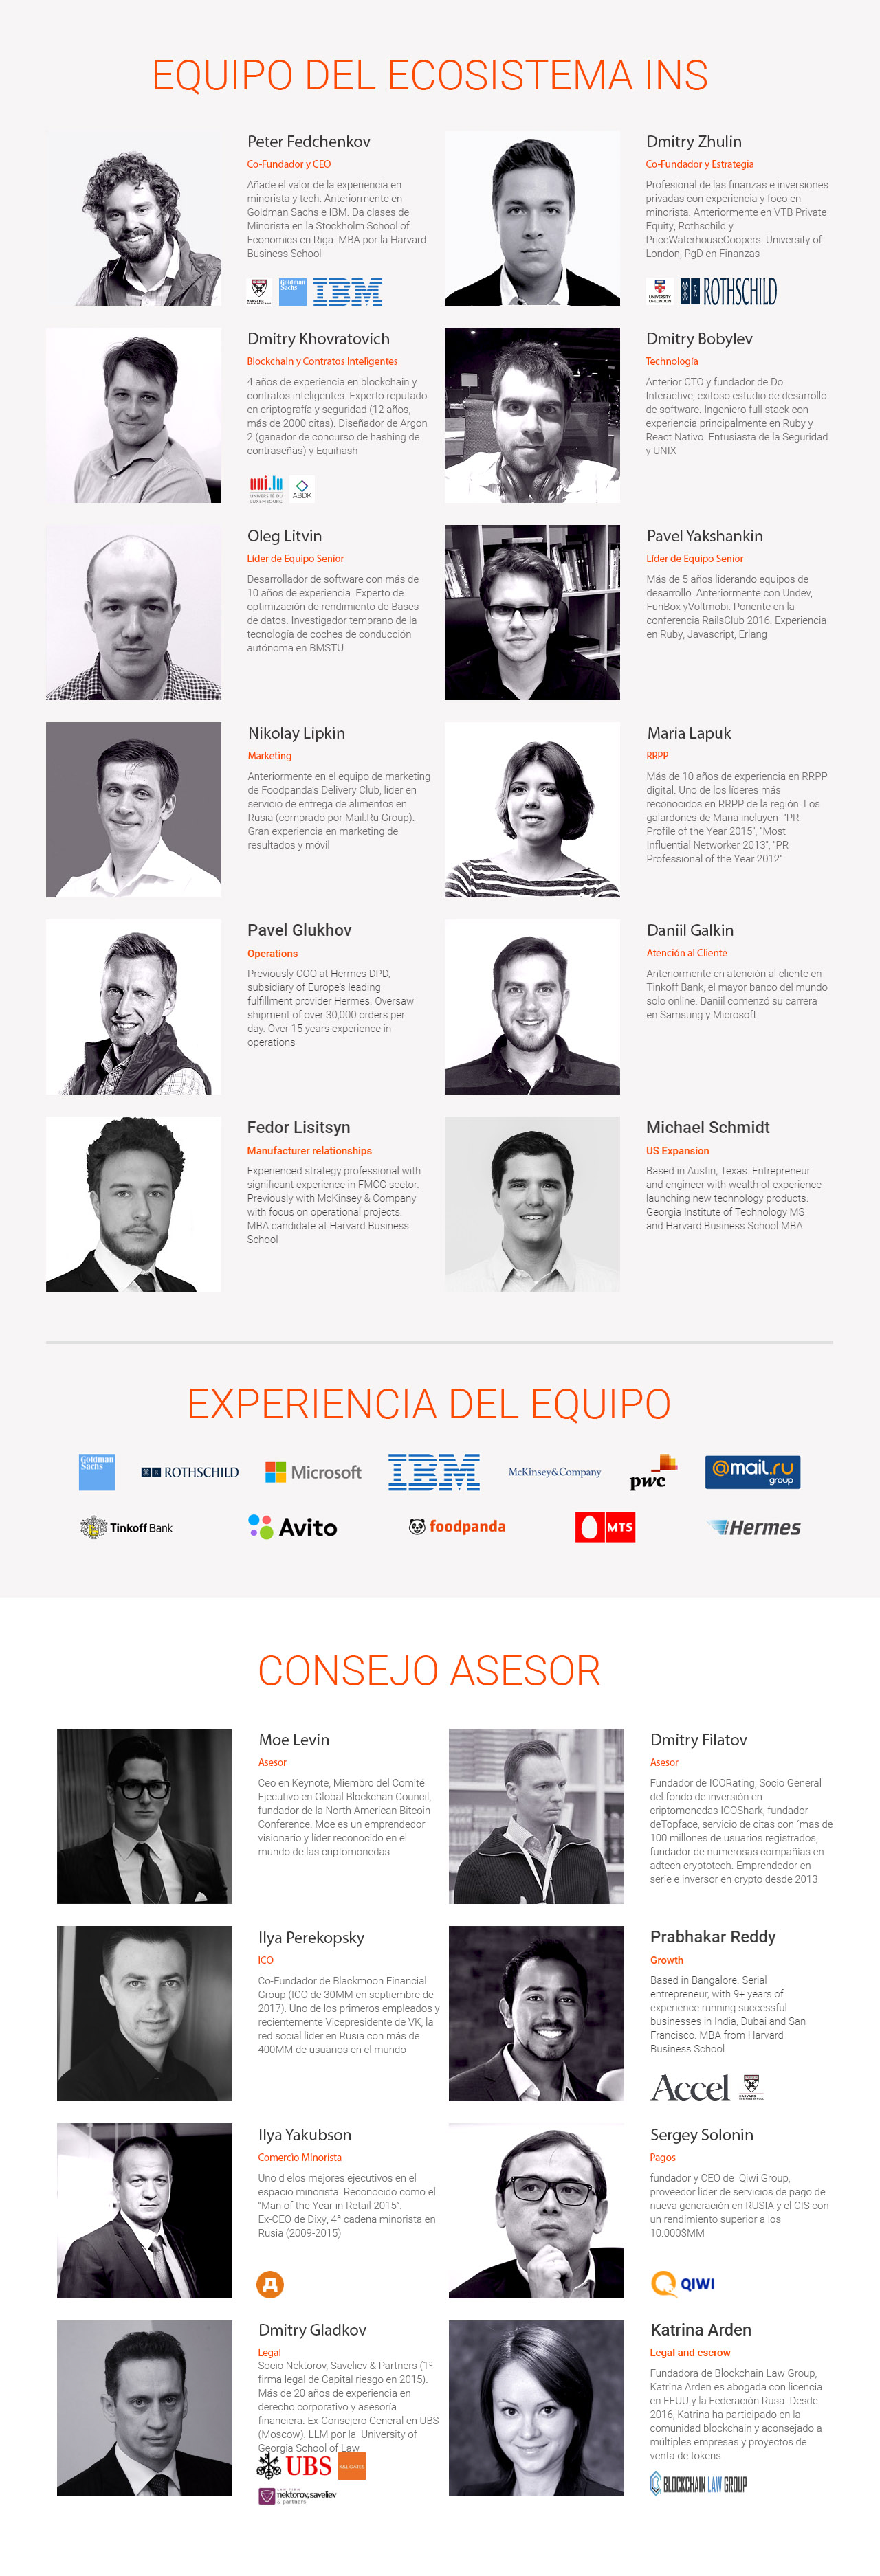 EQUIPO DEL ECOSISTEMA INS
Peter Fedchenkov
Co-Fundador y CEO
Añade el valor de la experiencia en
minorista y tech. Anteriormente en
Goldman Sachs e IBM. Da clases de
Minorista en la Stockholm School of
Economics en Riga. MBA por la Harvard
Business School
HARVARD
BUSINESS SCHOOL
Goldman
Sachs
IBM
Dmitry Zhulin
Co-Fundador y Estrategia
Profesional de las finanzas e inversiones
privadas con experiencia y foco en
minorista. Anteriormente en VTB Private
Equity, Rothschild y
PriceWaterhouseCoopers. University of
London, PgD en Finanzas
UNIVERSITY
OF LONDON
ROTHSCHILD
Dmitry Khovratovich
Blockchain y Contratos Inteligentes
4 años de experiencia en blockchain y
contratos inteligentes. Experto reputado
en criptografía y seguridad (12 años,
más de 2000 citas). Diseñador de Argon
2 (ganador de concurso de hashing de
contraseñas) y Equihash
uni.lu
UNIVERSITÉ DU
LUXEMBOURG
ABDK
Dmitry Bobylev
Technología
Anterior CTO y fundador de Do
Interactive, exitoso estudio de desarrollo
de software. Ingeniero full stack con
experiencia principalmente en Ruby y
React Nativo. Entusiasta de la Seguridad
y UNIX
Oleg Litvin
Líder de Equipo Senior
Desarrollador de software con más de
10 años de experiencia. Experto de
optimización de rendimiento de Bases
de datos. Investigador temprano de la
tecnología de coches de conducción
autónoma en BMSTU
Pavel Yakshankin
Líder de Equipo Senior
Más de 5 años liderando equipos de
desarrollo. Anteriormente con Undev,
FunBox yVoltmobi. Ponente en la
conferencia RailsClub 2016. Experiencia
en Ruby, Javascript, Erlang
Nikolay Lipkin
Marketing
Anteriormente en el equipo de marketing
de Foodpanda's Delivery Club, líder en
servicio de entrega de alimentos en
Rusia (comprado por Mail.Ru Group).
Gran experiencia en marketing de
resultados y móvil
Maria Lapuk
RRPP
Más de 10 años de experiencia en RRPP
digital. Uno de los líderes más
reconocidos en RRPP de la región. Los
galardones de Maria incluyen "PR
Profile of the Year 2015", "Most
Influential Networker 2013", "PR
Professional of the Year 2012"
Pavel Glukhov
Operations
Previously COO at Hermes DPD,
subsidiary of Europe's leading
fulfillment provider Hermes. Oversaw
shipment of over 30,000 orders per
day. Over 15 years experience in
operations
Daniil Galkin
Atención al Cliente
Anteriormente en atención al cliente en
Tinkoff Bank, el mayor banco del mundo
solo online. Daniil comenzó su carrera
en Samsung y Microsoft
Fedor Lisitsyn
Manufacturer relationships
Experienced strategy professional with
significant experience in FMCG sector.
Previously with McKinsey & Company
with focus on operational projects.
MBA candidate at Harvard Business
School
Michael Schmidt
US Expansion
Based in Austin, Texas. Entrepreneur
and engineer with wealth of experience
launching new technology products.
Georgia Institute of Technology MS
and Harvard Business School MBA
EXPERIENCIA DEL EQUIPO
Goldman
Sachs
ROTHSCHILD
Microsoft
IBM
McKinsey&Company
pwc
@mail.ru
group
Tinkoff Bank
Avito
foodpanda
MTS
Hermes
CONSEJO ASESOR
Moe Levin
Asesor
Ceo en Keynote, Miembro del Comité
Ejecutivo en Global Blockchan Council,
fundador de la North American Bitcoin
Conference. Moe es un emprendedor
visionario y líder reconocido en el
mundo de las criptomonedas
Dmitry Filatov
Asesor
Fundador de ICORating, Socio General
del fondo de inversión en
criptomonedas ICOShark, fundador
deTopface, servicio de citas con ´mas de
100 millones de usuarios registrados,
fundador de numerosas compañías en
adtech cryptotech. Emprendedor en
serie e inversor en crypto desde 2013
Ilya Perekopsky
ICO
Co-Fundador de Blackmoon Financial
Group (ICO de 30MM en septiembre de
2017). Uno de los primeros empleados y
recientemente Vicepresidente de VK, la
red social líder en Rusia con más de
400MM de usuarios en el mundo
Prabhakar Reddy
Growth
Based in Bangalore. Serial
entrepreneur, with 9+ years of
experience running successful
businesses in India, Dubai and San
Francisco. MBA from Harvard
Business School
Accel
HARVARD
BUSINESS SCHOOL
Ilya Yakubson
Comercio Minorista
Uno d elos mejores ejecutivos en el
espacio minorista. Reconocido como el
"Man of the Year in Retail 2015".
Ex-CEO de Dixy, 4ª cadena minorista en
Rusia (2009-2015)
Д
Sergey Solonin
Pagos
fundador y CEO de Qiwi Group,
proveedor líder de servicios de pago de
nueva generación en RUSIA y el CIS con
un rendimiento superior a los
10.000$MM
QIWI
Dmitry Gladkov
Legal
Socio Nektorov, Saveliev & Partners (1ª
firma legal de Capital riesgo en 2015).
Más de 20 años de experiencia en
derecho corporativo y asesoría
financiera. Ex-Consejero General en UBS
(Moscow). LLM por la University of
Georgia School of Law
UBS
K&L GATES
LAW FIRM
nektorov, saveliev
& partners
Katrina Arden
Legal and escrow
Fundadora de Blockchain Law Group,
Katrina Arden es abogada con licencia
en EEUU y la Federación Rusa. Desde
2016, Katrina ha participado en la
comunidad blockchain y aconsejado a
múltiples empresas y proyectos de
venta de tokens
BLOCKCHAIN LAW GROUP